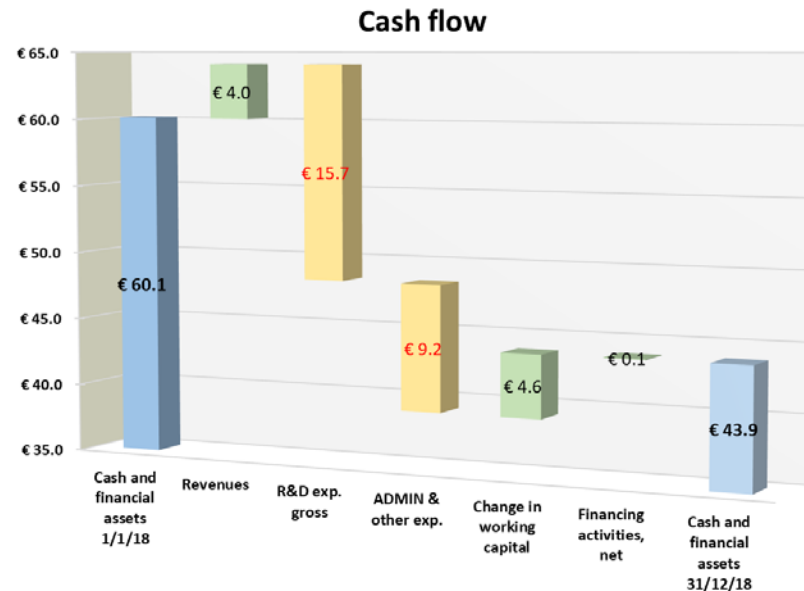 Cash flow
€ 65.0
€ 60.0
€ 55.0
€ 50.0
€ 45.0
€ 40.0
€ 35.0
€ 60.1
€ 4.0
€ 15.7
€ 9.2
€ 4.6
€ 0.1
€ 43.9
Cash and
financial
assets
1/1/18
Revenues
R&D exp.
gross
ADMIN &
other exp.
Change in
working
capital
Financing
activities,
net
Cash and
financial
assets
31/12/18